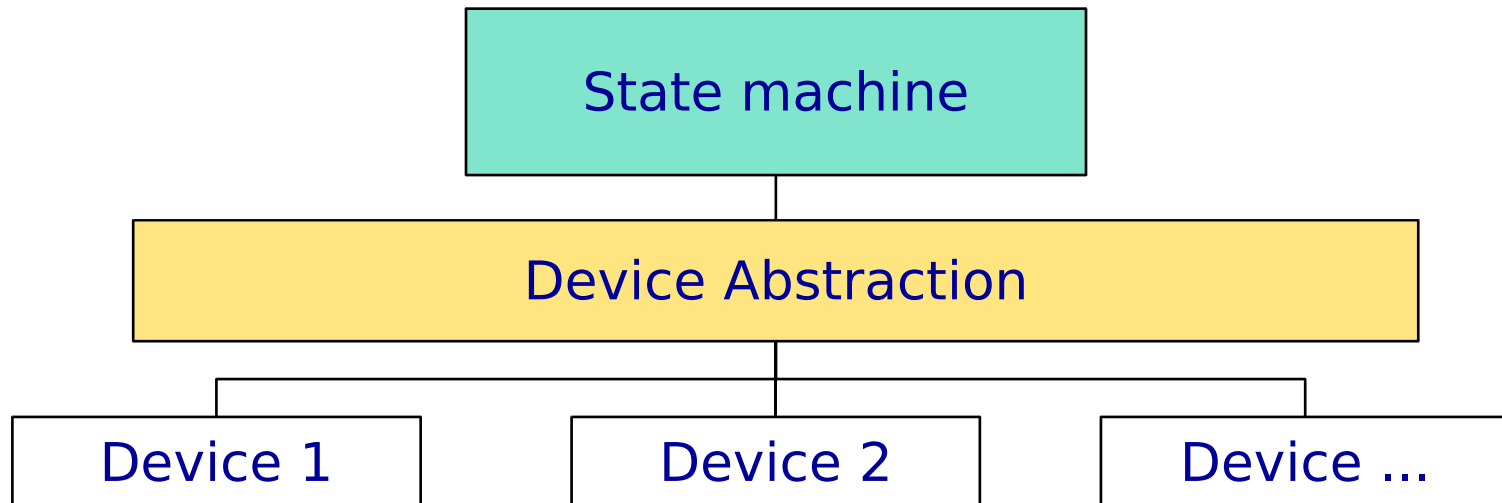 State machine
Device Abstraction
Device 1
Device 2
Device ...